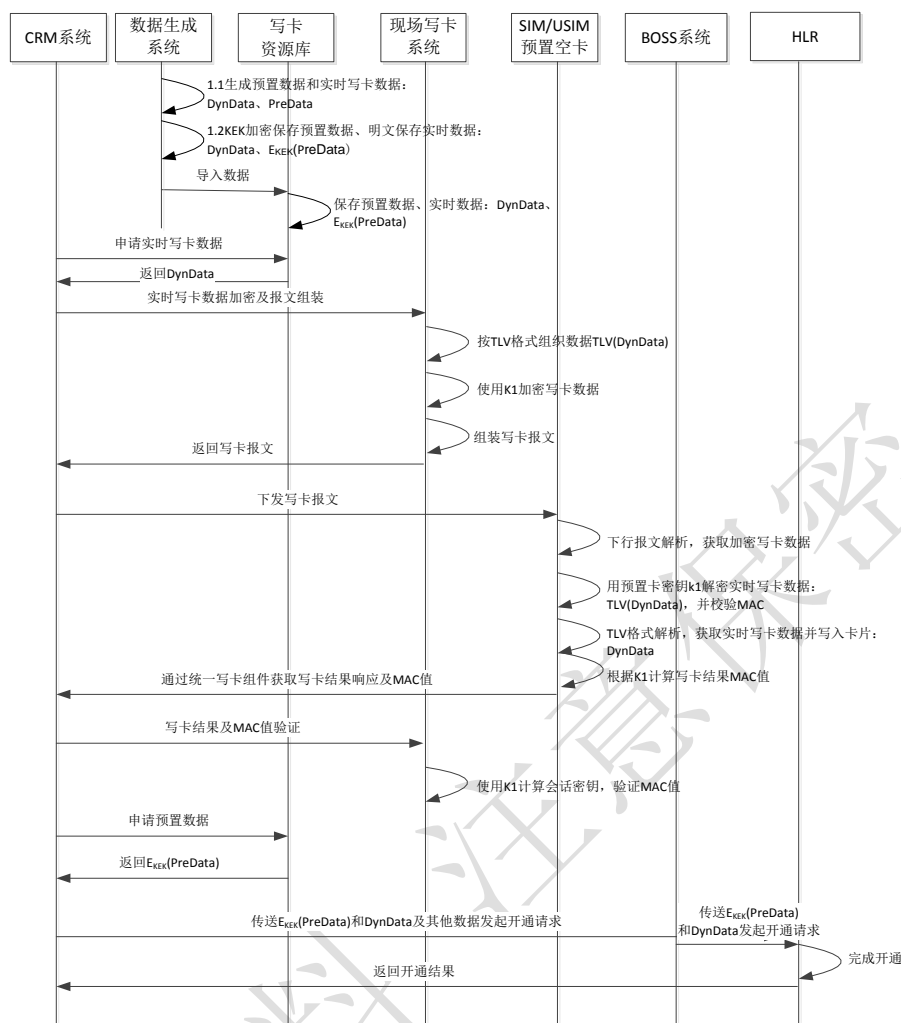 CRM系统
数据生成
系统
写卡
资源库
现场写卡
系统
SIM/USIM
预置空卡
BOSS系统
HLR
1.1生成预置数据和实时写卡数据：
DynData、PreData
1.2KEK加密保存预置数据、明文保存实时数据：
DynData、EKEK(PreData)
导入数据
保存预置数据、实时数据：DynData、
EKEK(PreData)
申请实时写卡数据
返回DynData
实时写卡数据加密及报文组装
按TLV格式组织数据TLV(DynData)
使用K1加密写卡数据
组装写卡报文
返回写卡报文
下发写卡报文
下行报文解析，获取加密写卡数据
用预置卡密钥k1解密实时写卡数据：
TLV(DynData)，并校验MAC
TLV格式解析，获取实时写卡数据并写入卡片：
DynData
根据K1计算写卡结果MAC值
通过统一写卡组件获取写卡结果响应及MAC值
写卡结果及MAC值验证
使用K1计算会话密钥，验证MAC值
申请预置数据
返回EKEK(PreData)
传送EKEK(PreData)和DynData及其他数据发起开通请求
传送EKEK(PreData)
和DynData发起开通请求
完成开通
返回开通结果
料 注意保密